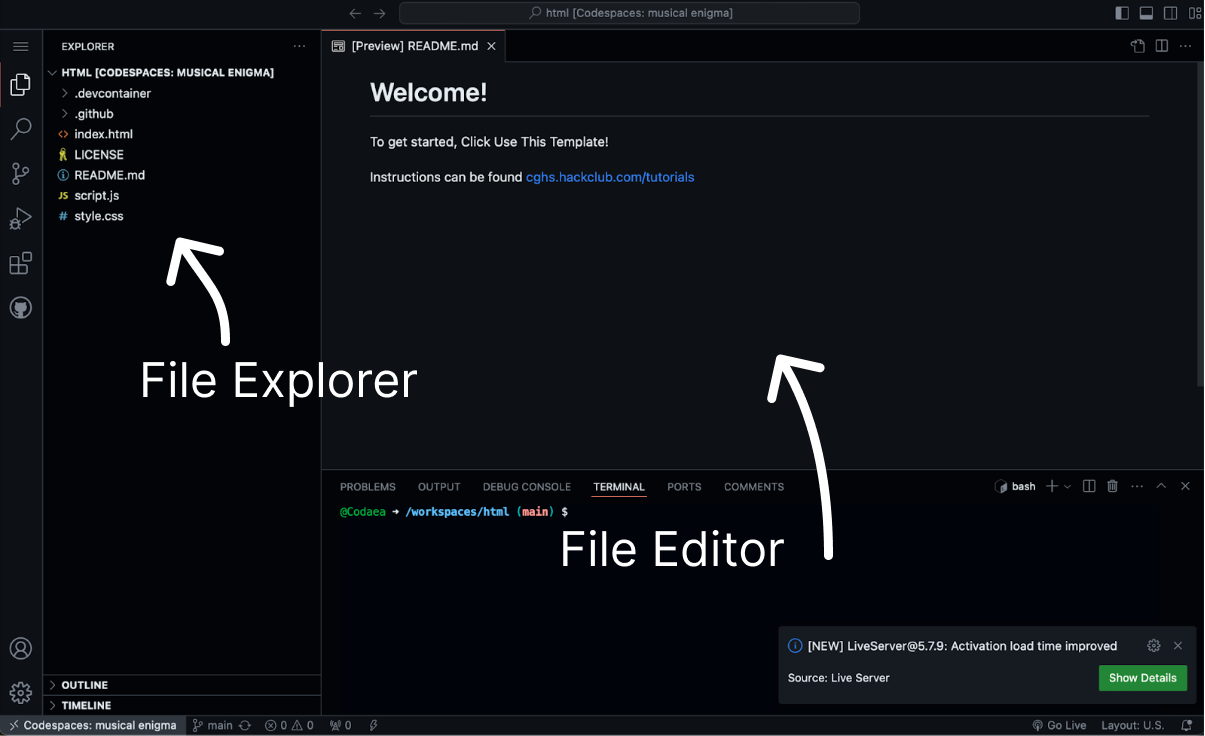 html [Codespaces: musical enigma]
EXPLORER
[Preview] README.md
HTML [CODESPACES: MUSICAL ENIGMA]
.devcontainer
.github
index.html
LICENSE
README.md
JS script.js
# style.css
Welcome!
To get started, Click Use This Template!
Instructions can be found cghs.hackclub.com/tutorials
File Explorer
PROBLEMS OUTPUT DEBUG CONSOLE TERMINAL PORTS COMMENTS
bash
@Codaea → /workspaces/html (main) $
File Editor
[NEW] LiveServer@5.7.9: Activation load time improved
Source: Live Server
Show Details
OUTLINE
TIMELINE
Codespaces: musical enigma main 0 0 0 Go Live Layout: U.S.